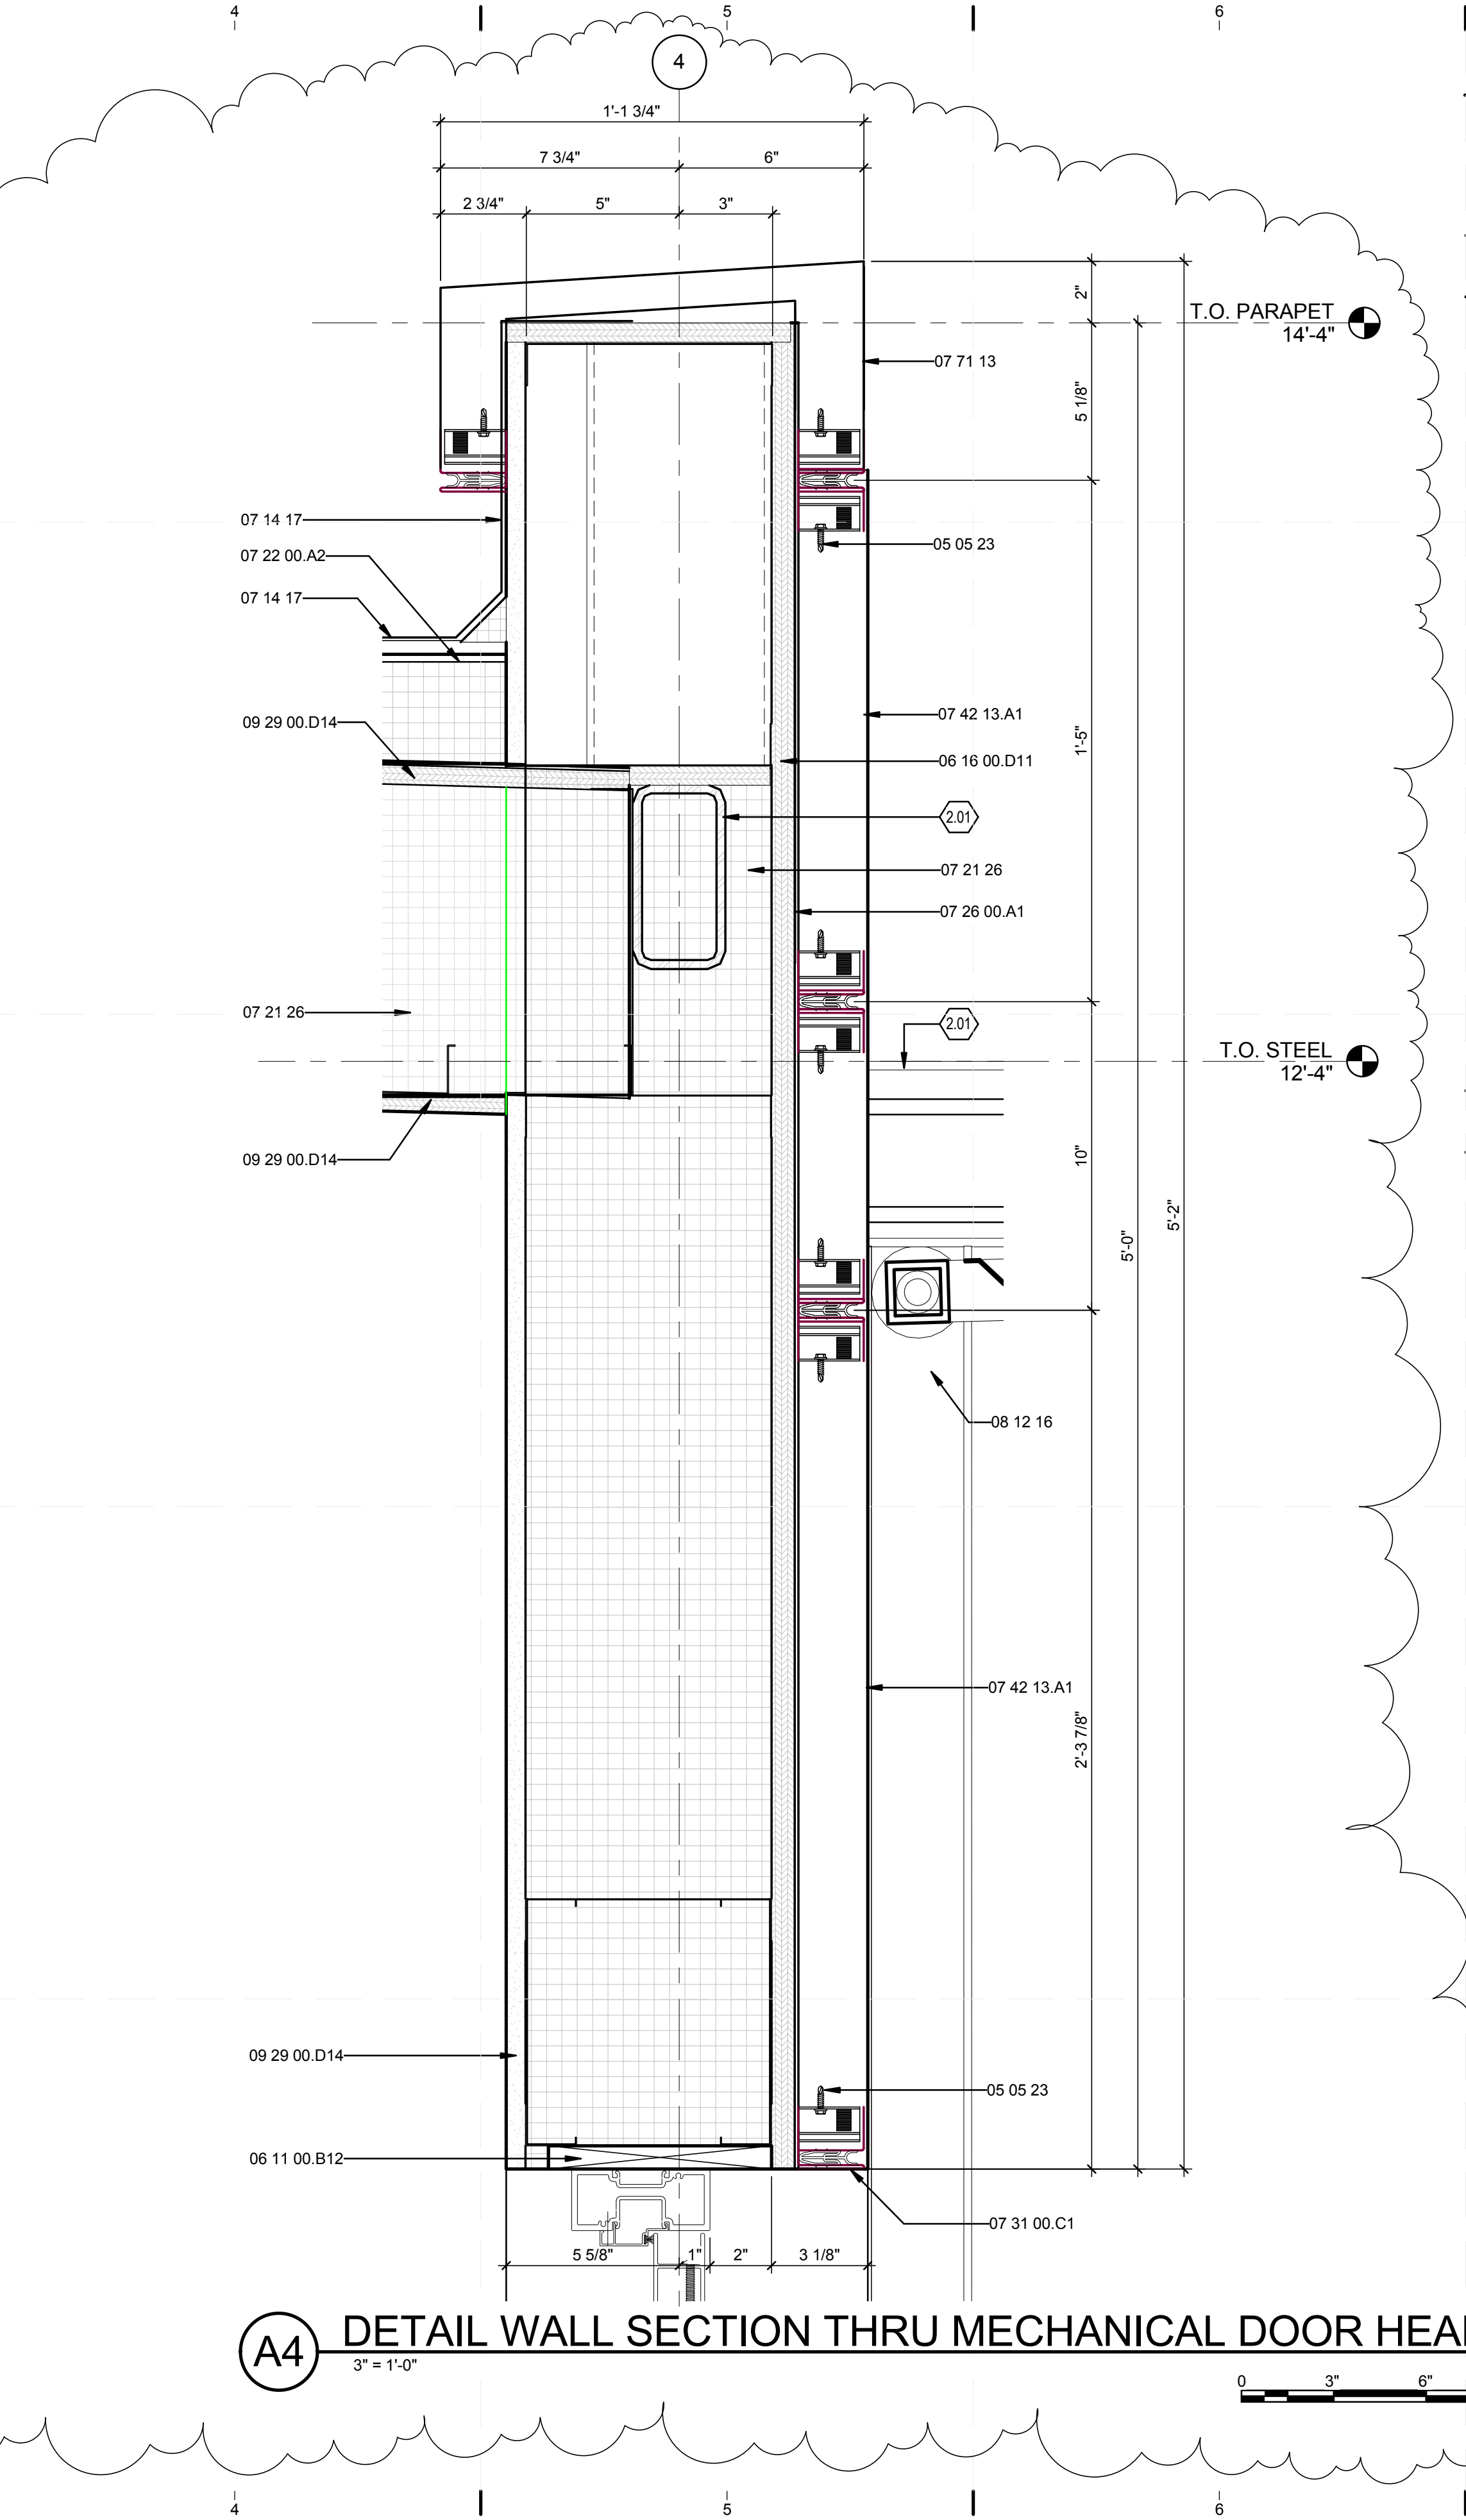 4 5 6
4
1'-1 3/4"
7 3/4" 6"
2 3/4" 5" 3"
2"
T.O. PARAPET
14'-4"
07 71 13
5 1/8"
07 14 17
05 05 23
07 22 00.A2
07 14 17
09 29 00.D14
07 42 13.A1
1'-5"
06 16 00.D11
2.01
07 21 26
07 26 00.A1
07 21 26
2.01
T.O. STEEL
12'-4"
09 29 00.D14
10"
5'-2"
5'-0"
08 12 16
07 42 13.A1
2'-3 7/8"
09 29 00.D14
05 05 23
06 11 00.B12
07 31 00.C1
5 5/8" 1" 2" 3 1/8"
A4 DETAIL WALL SECTION THRU MECHANICAL DOOR HEA
3" = 1'-0"
0 3" 6"
4 5 6